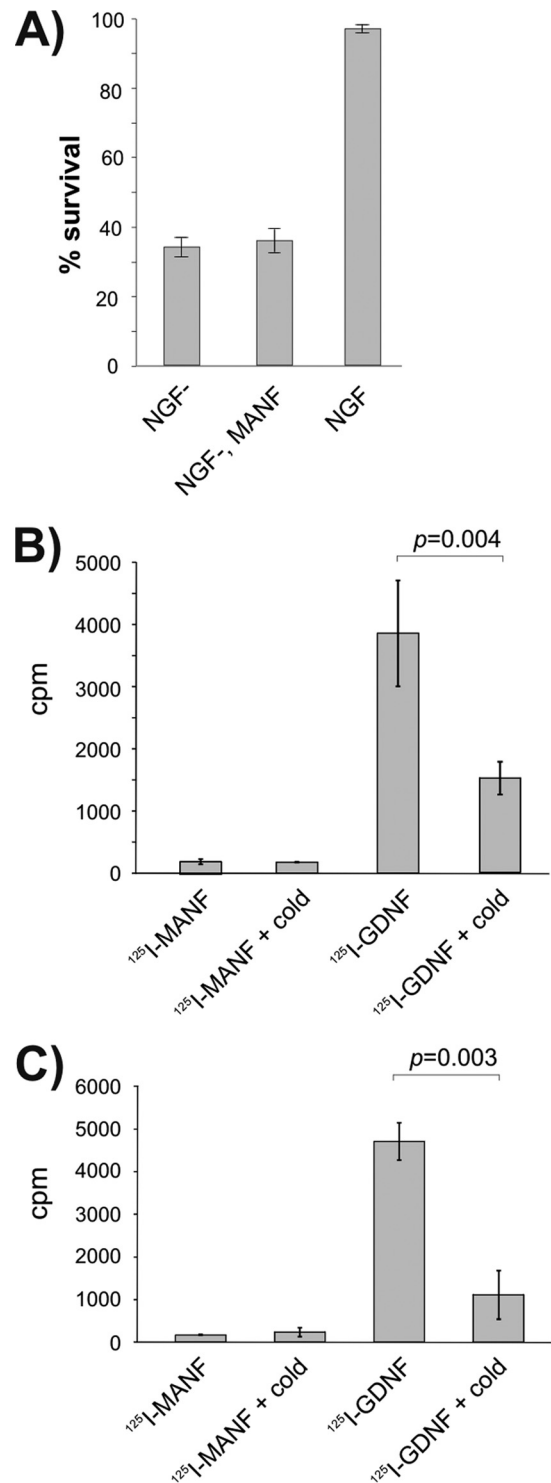 A)
% survival
100
80
60
40
20
0
NGF-
NGF-, MANF
NGF
B)
p=0.004
cpm
5000
4000
3000
2000
1000
0
¹²⁵I-MANF
¹²⁵I-MANF + cold
¹²⁵I-GDNF
¹²⁵I-GDNF + cold
C)
p=0.003
cpm
6000
5000
4000
3000
2000
1000
0
¹²⁵I-MANF
¹²⁵I-MANF + cold
¹²⁵I-GDNF
¹²⁵I-GDNF + cold